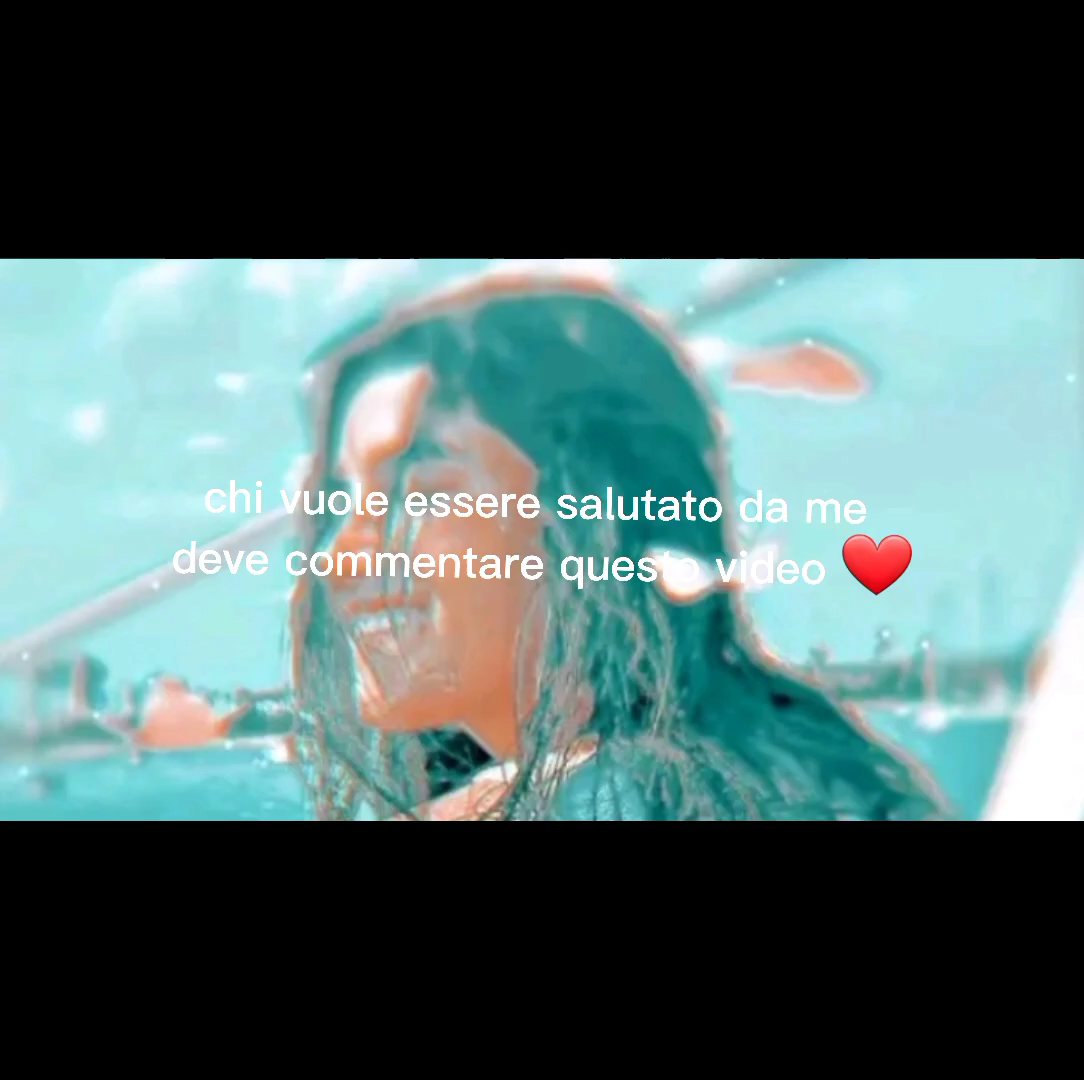 chi vuole essere salutato da me
deve commentare questo video ❤️